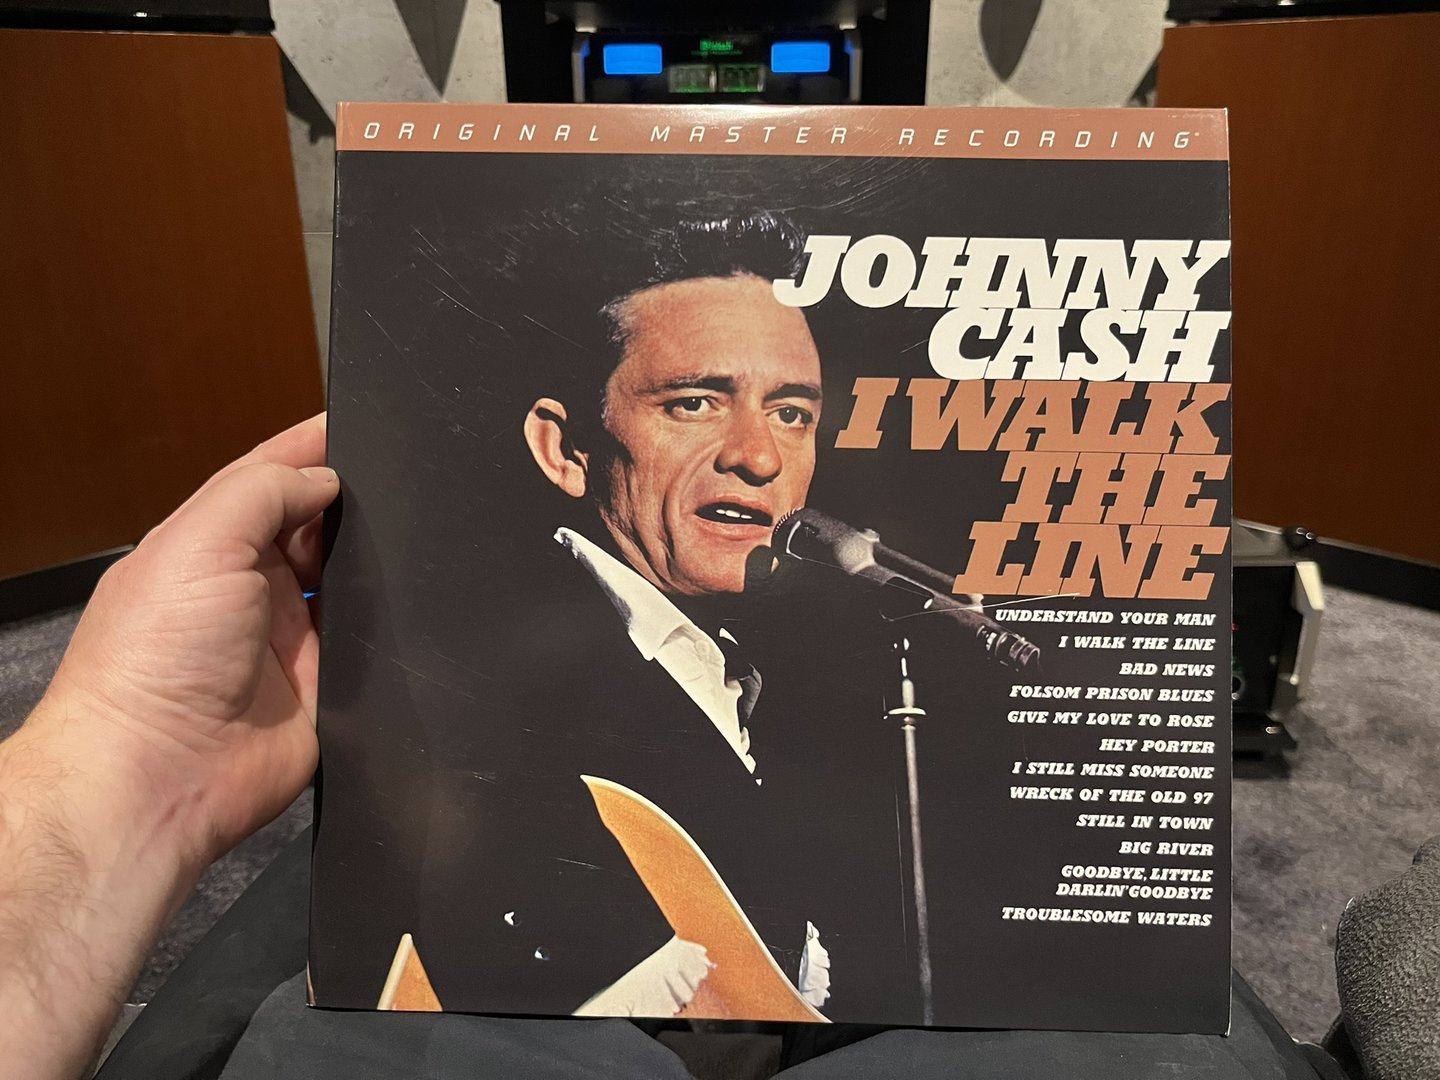 ORIGINAL MASTER RECORDING®
JOHNNY
CASH
I WALK
THE
LINE
UNDERSTAND YOUR MAN
I WALK THE LINE
BAD NEWS
FOLSOM PRISON BLUES
GIVE MY LOVE TO ROSE
HEY PORTER
I STILL MISS SOMEONE
WRECK OF THE OLD 97
STILL IN TOWN
BIG RIVER
GOODBYE, LITTLE
DARLIN' GOODBYE
TROUBLESOME WATERS